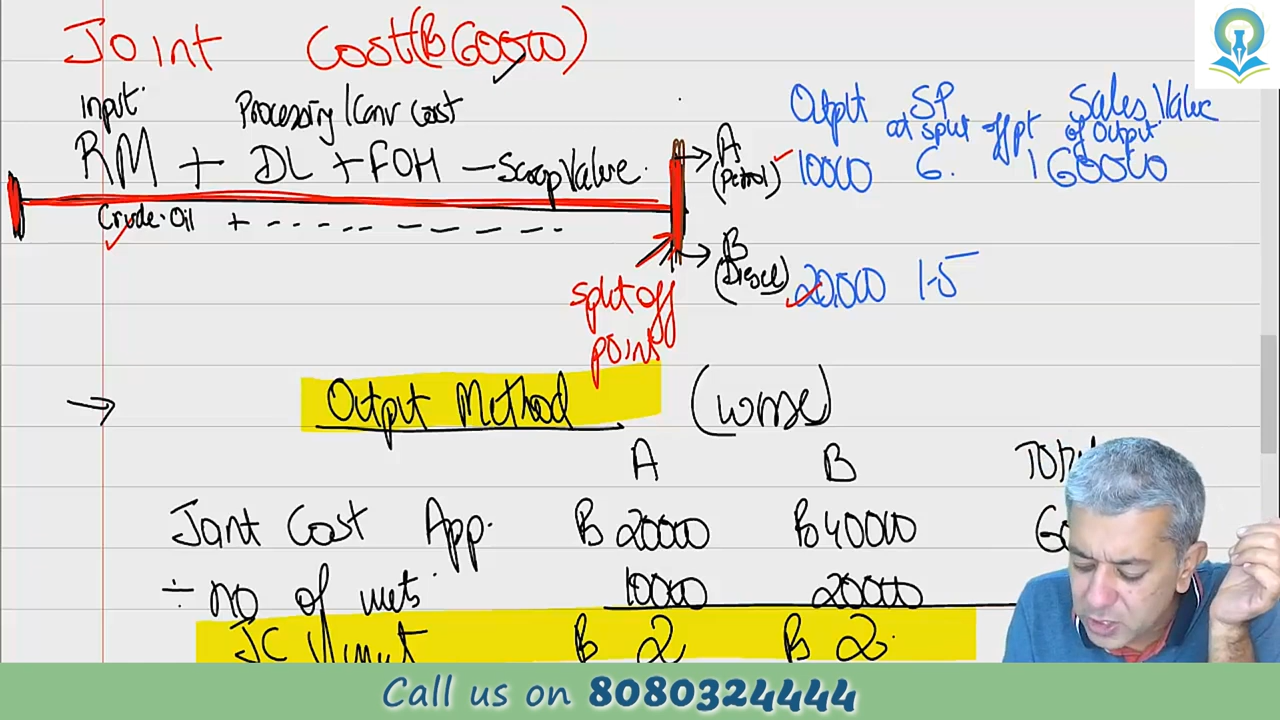 Joint Cost (B 60000)
Input Processing / Conv Cost
Output SP Sales Value
at split off pt of Output
RM + DL + FOH - Scrap Value
A
(Petrol) 10000 6. 160000
Crude Oil + - - - - - - - - - - -
B
(Diesel) 20,000 1.5
split off
point
→ Output Method (worse)
A B
Joint Cost App. B 20000 B 40000
÷ no of units 10000 20000
JC / unit B 2 B 2
Call us on 8080324444